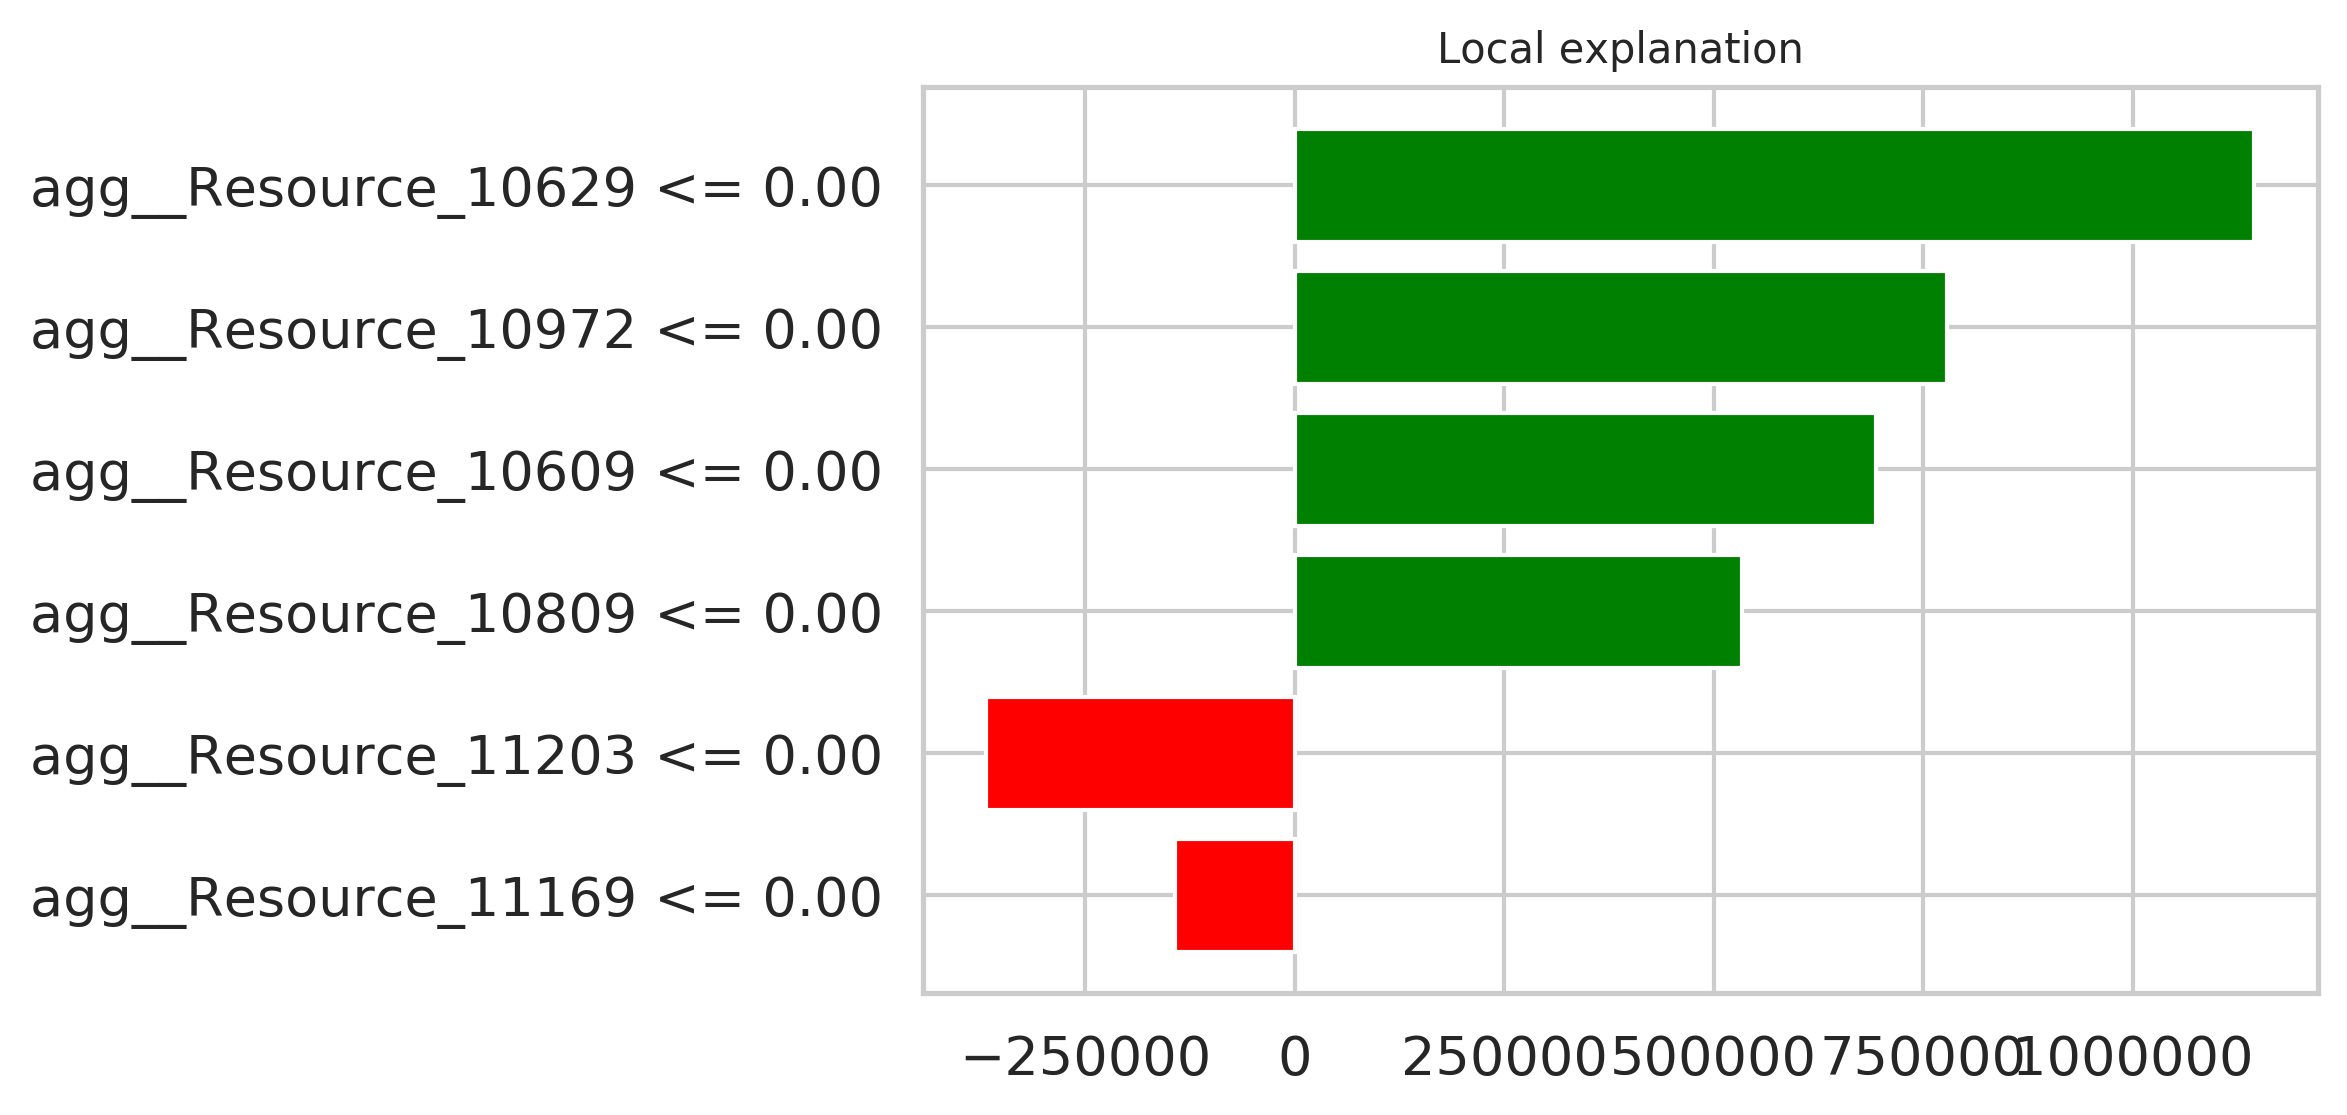 Local explanation
agg__Resource_10629 <= 0.00
agg__Resource_10972 <= 0.00
agg__Resource_10609 <= 0.00
agg__Resource_10809 <= 0.00
agg__Resource_11203 <= 0.00
agg__Resource_11169 <= 0.00
−250000 0 250000 500000 750000 1000000